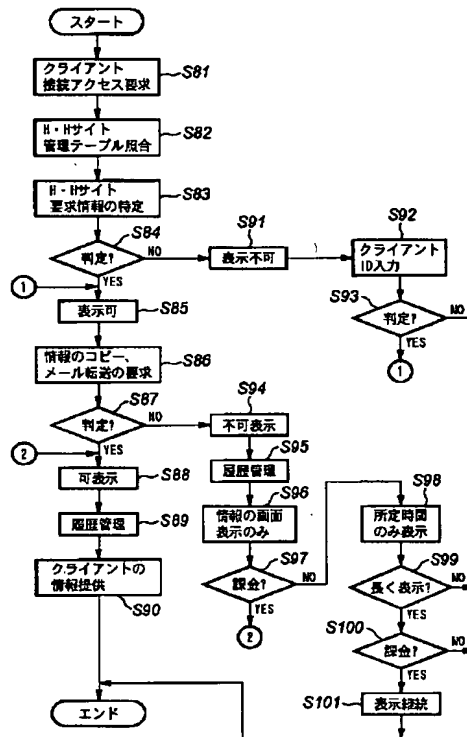 スタート
クライアント
接続アクセス要求
S81
H・Hサイト
管理テーブル照合
S82
H・Hサイト
要求情報の特定
S83
判定?
S84
NO
YES
1
表示不可
S91
クライアント
ID入力
S92
判定?
S93
NO
YES
1
表示可
S85
情報のコピー、
メール転送の要求
S86
判定?
S87
NO
YES
2
不可表示
S94
履歴管理
S95
情報の画面
表示のみ
S96
課金?
S97
NO
YES
2
可表示
S88
履歴管理
S89
クライアントの
情報提供
S90
所定時間
のみ表示
S98
長く表示?
S99
NO
YES
課金?
S100
NO
YES
表示継続
S101
エンド